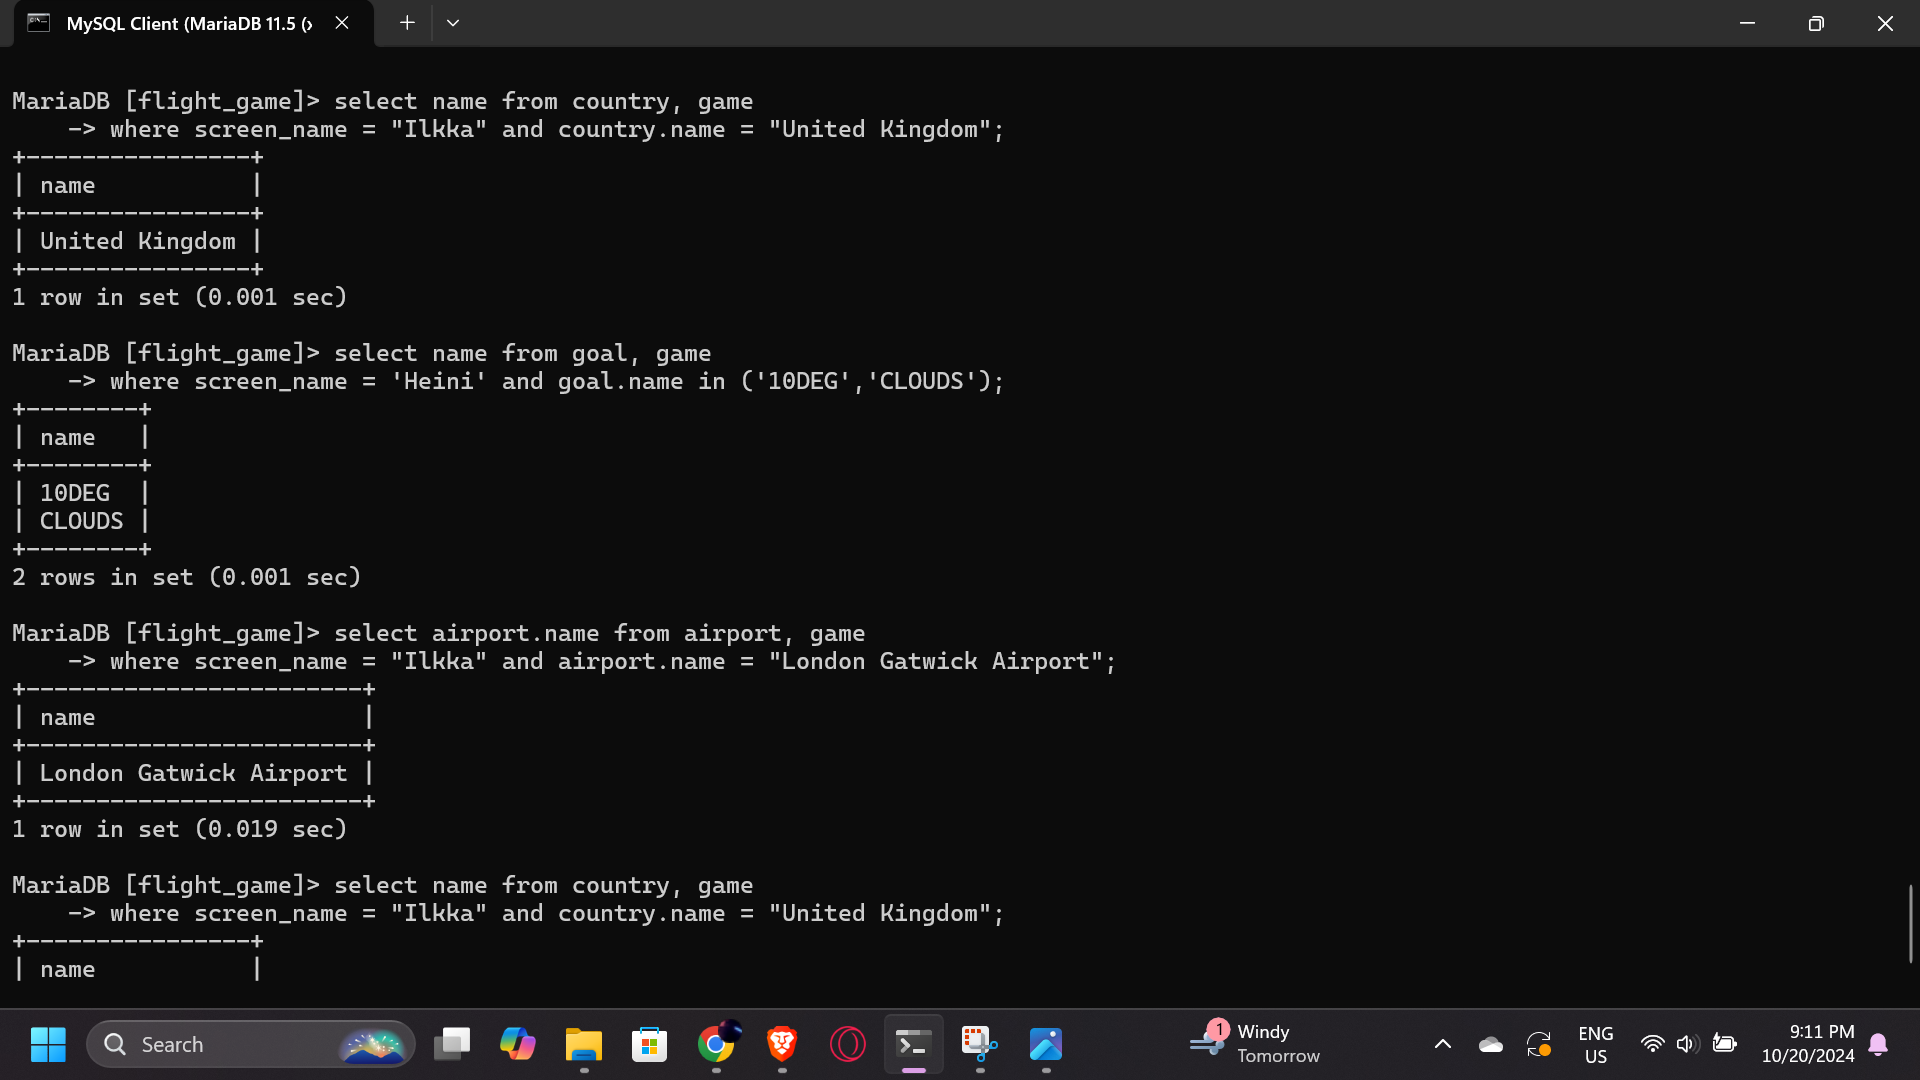 MySQL Client (MariaDB 11.5 (x
MariaDB [flight_game]> select name from country, game
    -> where screen_name = "Ilkka" and country.name = "United Kingdom";
+----------------+
| name           |
+----------------+
| United Kingdom |
+----------------+
1 row in set (0.001 sec)
MariaDB [flight_game]> select name from goal, game
    -> where screen_name = 'Heini' and goal.name in ('10DEG','CLOUDS');
+--------+
| name   |
+--------+
| 10DEG  |
| CLOUDS |
+--------+
2 rows in set (0.001 sec)
MariaDB [flight_game]> select airport.name from airport, game
    -> where screen_name = "Ilkka" and airport.name = "London Gatwick Airport";
+------------------------+
| name                   |
+------------------------+
| London Gatwick Airport |
+------------------------+
1 row in set (0.019 sec)
MariaDB [flight_game]> select name from country, game
    -> where screen_name = "Ilkka" and country.name = "United Kingdom";
+----------------+
| name           |
Search
1
Windy
Tomorrow
ENG
US
9:11 PM
10/20/2024